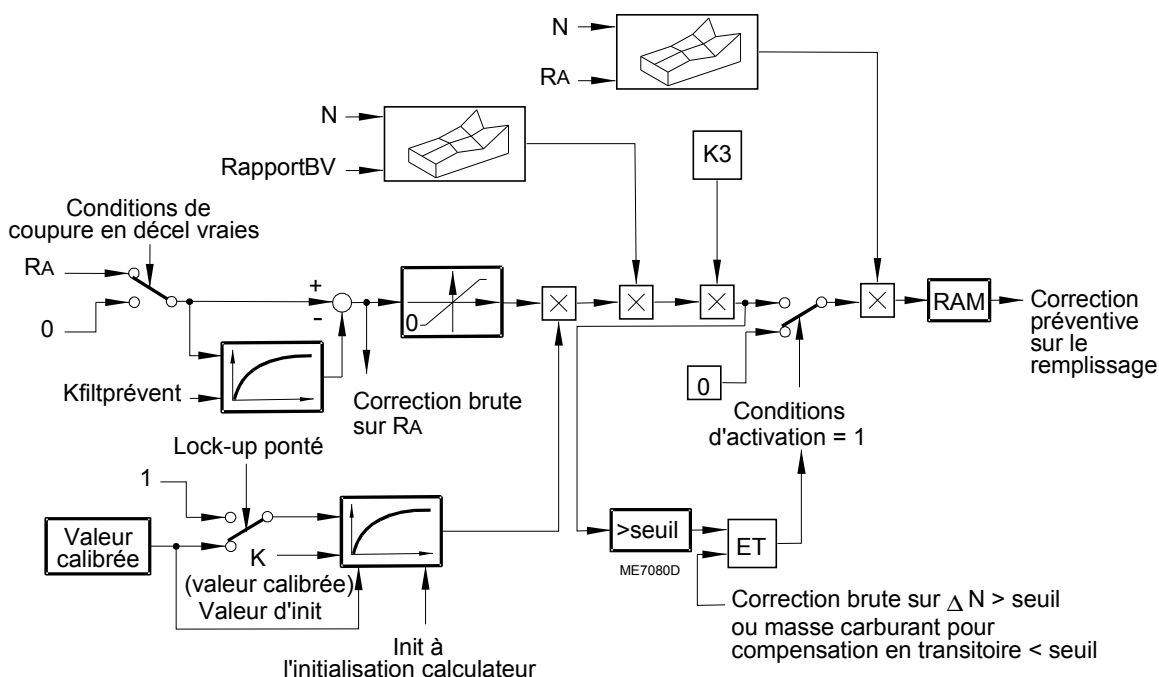 N
RA
N
RapportBV
K3
Conditions de
coupure en décel vraies
RA
0
+
-
0
RAM
Correction
préventive
sur le
remplissage
Kfiltprévent
Correction brute
sur RA
0
Conditions
d'activation = 1
Lock-up ponté
1
Valeur
calibrée
K
(valeur calibrée)
Valeur d'init
Init à
l'initialisation calculateur
>seuil
ME7080D
ET
Correction brute sur Δ N > seuil
ou masse carburant pour
compensation en transitoire < seuil